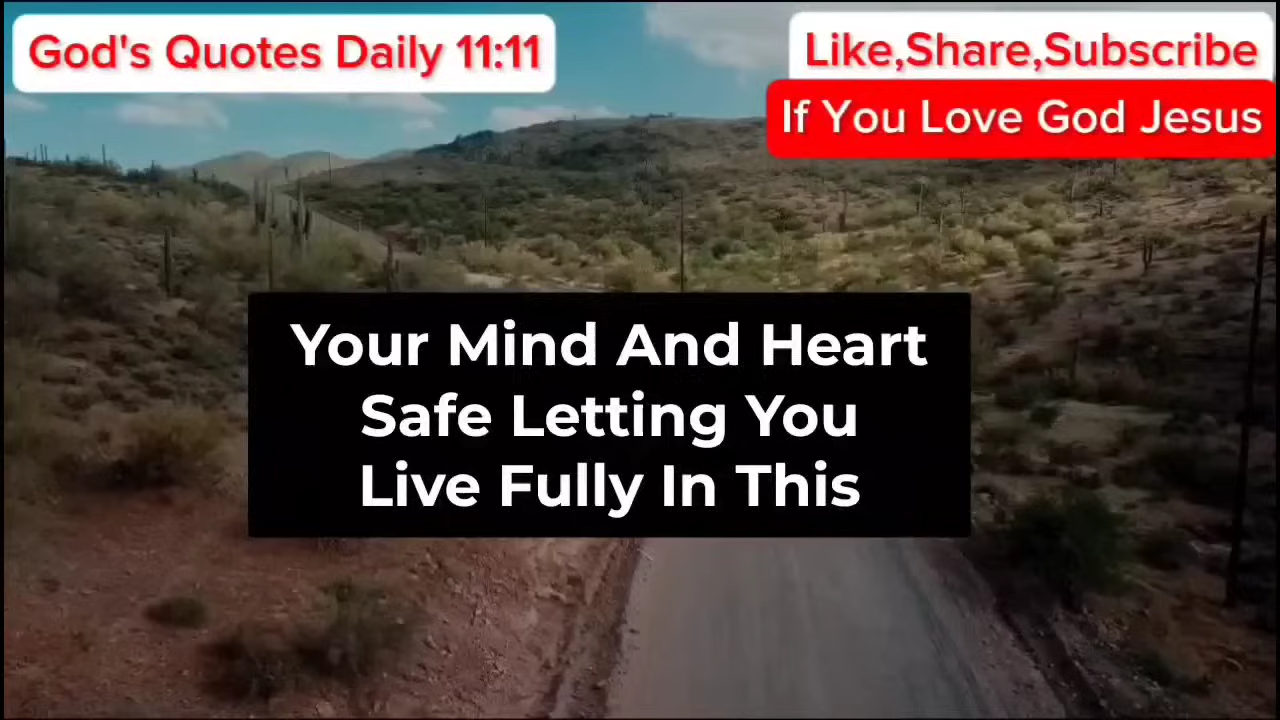 God's Quotes Daily 11:11
Like,Share,Subscribe
If You Love God Jesus
Your Mind And Heart
Safe Letting You
Live Fully In This